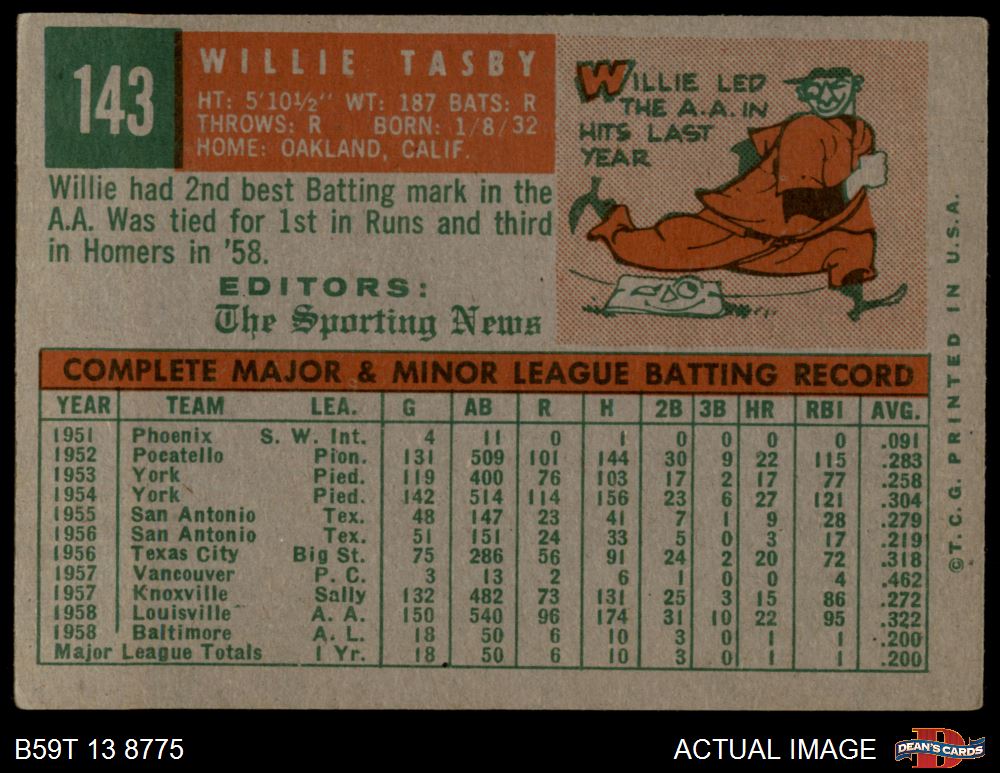 143
WILLIE TASBY
HT: 5'10½" WT: 187 BATS: R
THROWS: R BORN: 1/8/32
HOME: OAKLAND, CALIF.
WILLIE LED
THE A.A. IN
HITS LAST
YEAR
Willie had 2nd best Batting mark in the
A.A. Was tied for 1st in Runs and third
in Homers in '58.
EDITORS:
The Sporting News
COMPLETE MAJOR & MINOR LEAGUE BATTING RECORD
YEAR TEAM LEA. G AB R H 2B 3B HR RBI AVG.
1951 Phoenix S. W. Int. 4 11 0 1 0 0 0 0 .091
1952 Pocatello Pion. 131 509 101 144 30 9 22 115 .283
1953 York Pied. 119 400 76 103 17 2 17 77 .258
1954 York Pied. 142 514 114 156 23 6 27 121 .304
1955 San Antonio Tex. 48 147 23 41 7 1 9 28 .279
1956 San Antonio Tex. 51 151 24 33 5 0 3 17 .219
1956 Texas City Big St. 75 286 56 91 24 2 20 72 .318
1957 Vancouver P. C. 3 13 2 6 1 0 0 4 .462
1957 Knoxville Sally 132 482 73 131 25 3 15 86 .272
1958 Louisville A. A. 150 540 96 174 31 10 22 95 .322
1958 Baltimore A. L. 18 50 6 10 3 0 1 1 .200
Major League Totals 1 Yr. 18 50 6 10 3 0 1 1 .200
©T. C. G. PRINTED IN U.S.A.
B59T 13 8775
ACTUAL IMAGE
D
DEAN'S CARDS